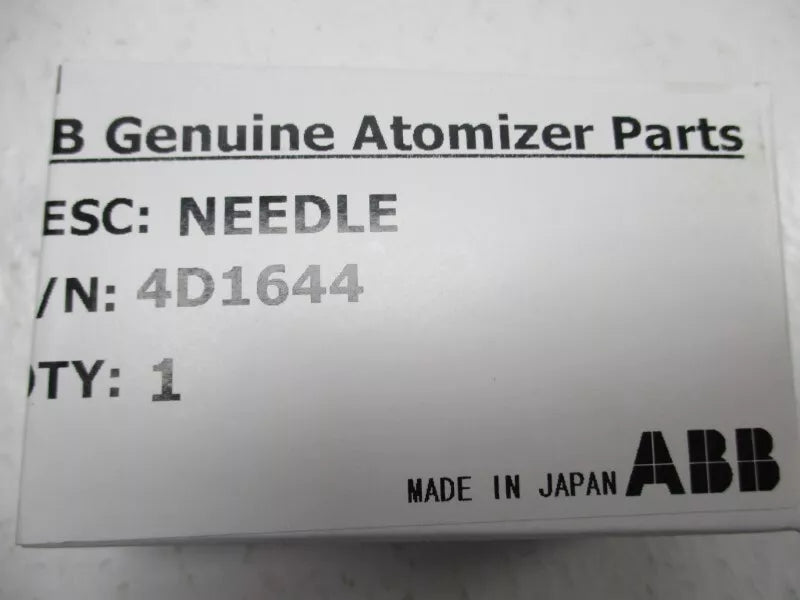 B Genuine Atomizer Parts
ESC: NEEDLE
/N: 4D1644
TY: 1
MADE IN JAPAN ABB